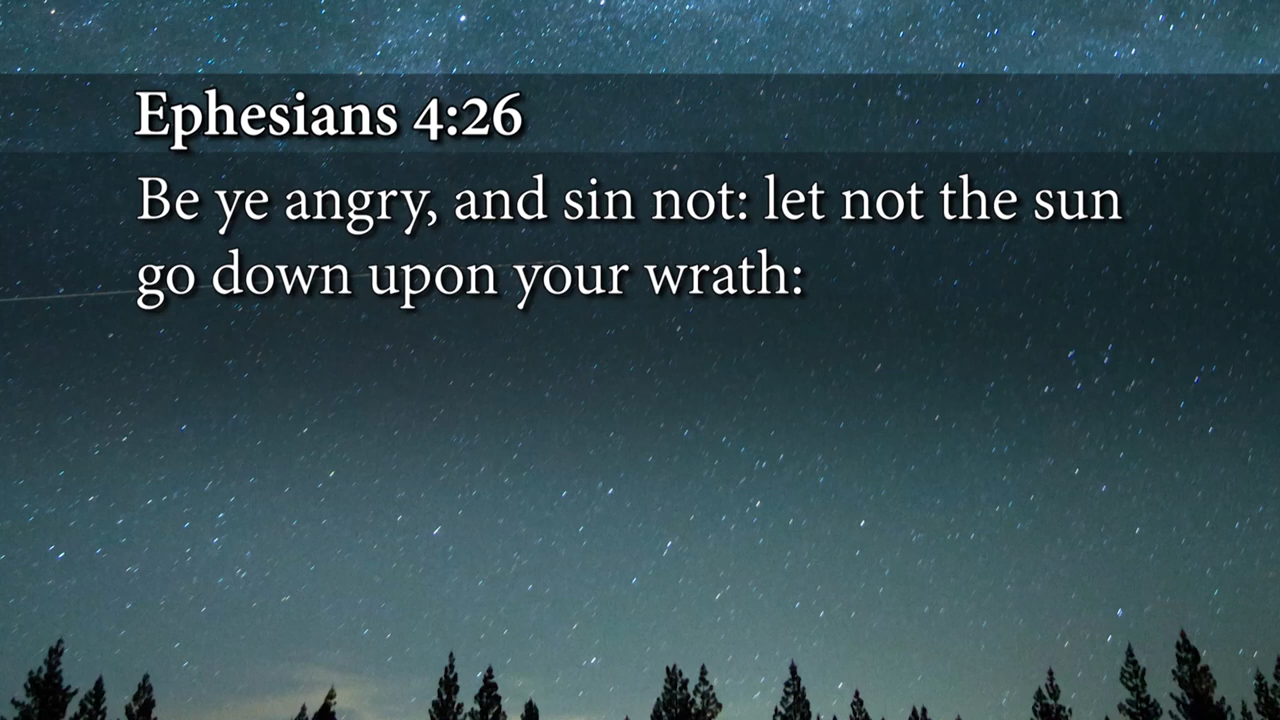 Ephesians 4:26
Be ye angry, and sin not: let not the sun
go down upon your wrath: